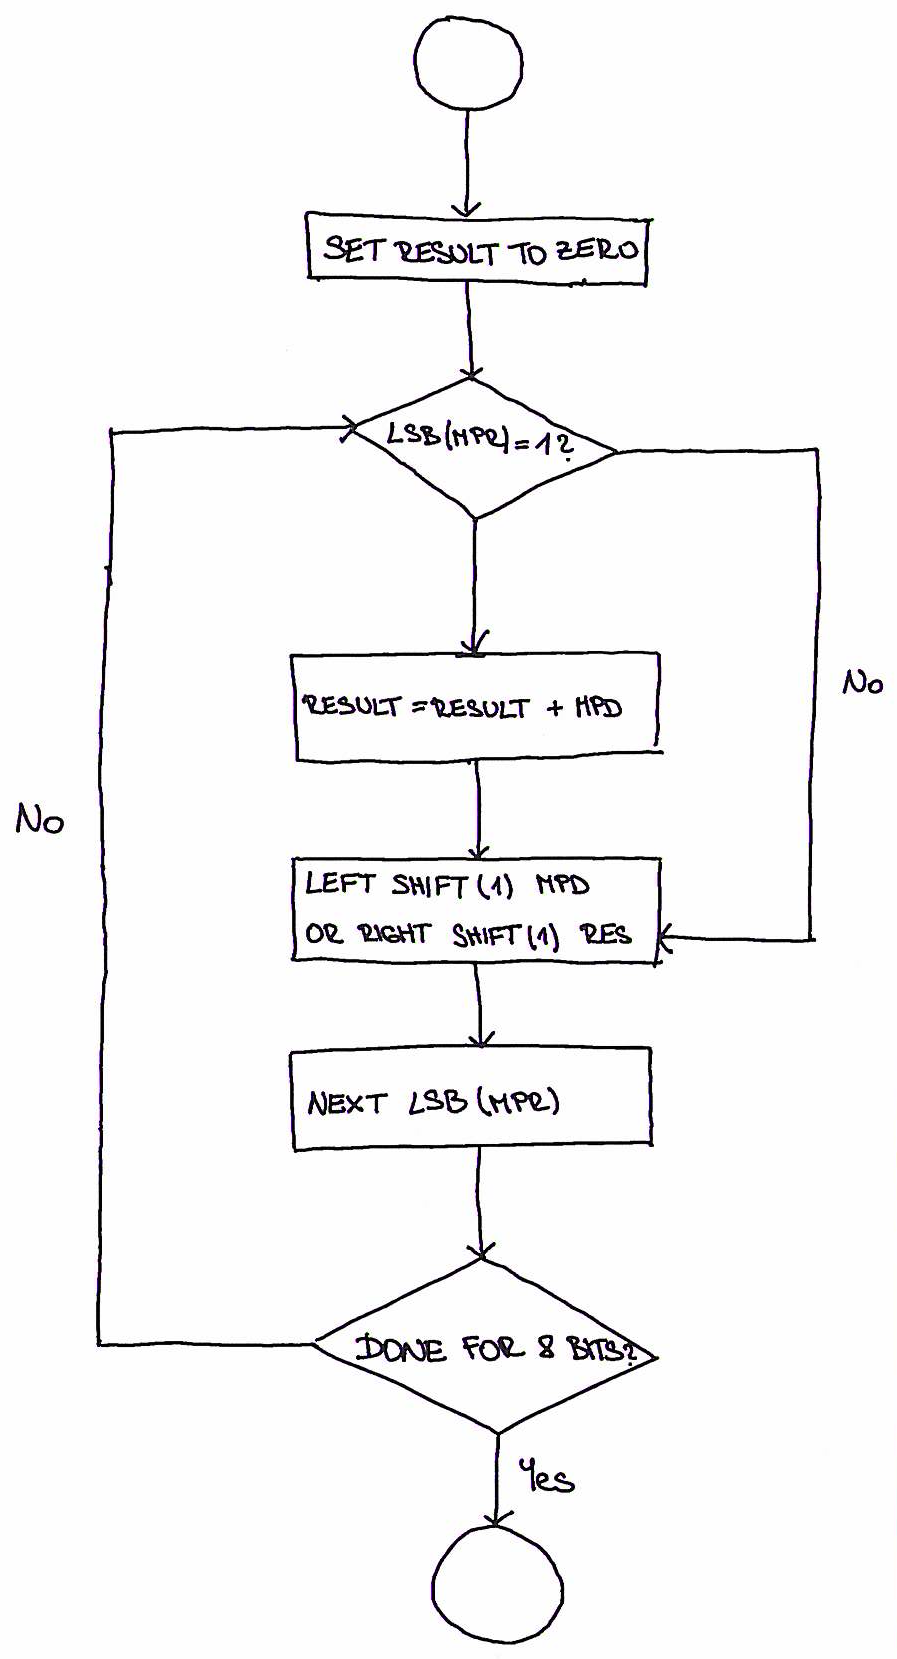 SET RESULT TO ZERO
LSB(MPR)=1?
RESULT = RESULT + MPD
No
No
LEFT SHIFT(1) MPD
OR RIGHT SHIFT(1) RES
NEXT LSB(MPR)
DONE FOR 8 BITS?
Yes